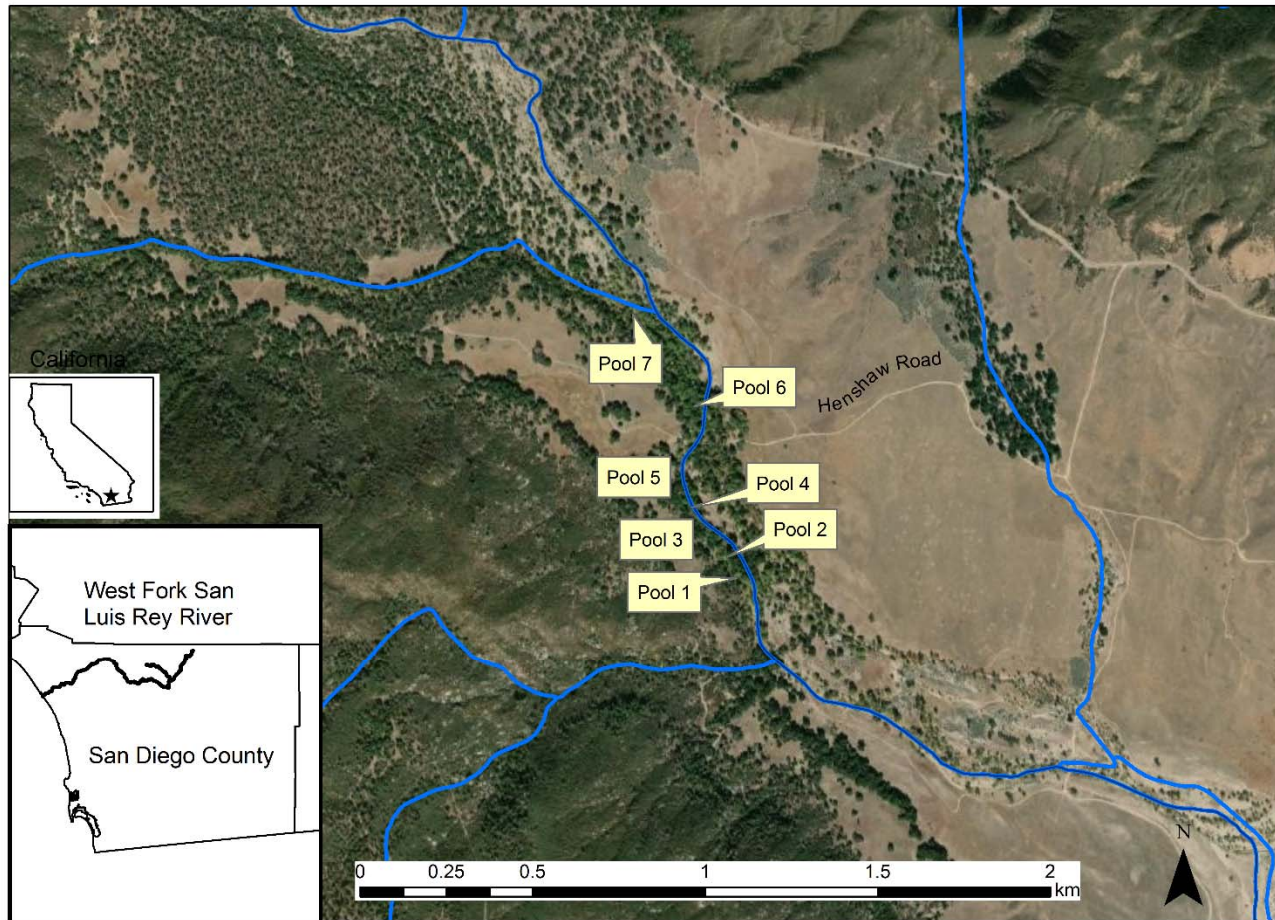 Pool 7
Pool 6
Henshaw Road
California
Pool 5
Pool 4
Pool 2
Pool 3
Pool 1
West Fork San
Luis Rey River
San Diego County
N
0 0.25 0.5 1 1.5 2
km